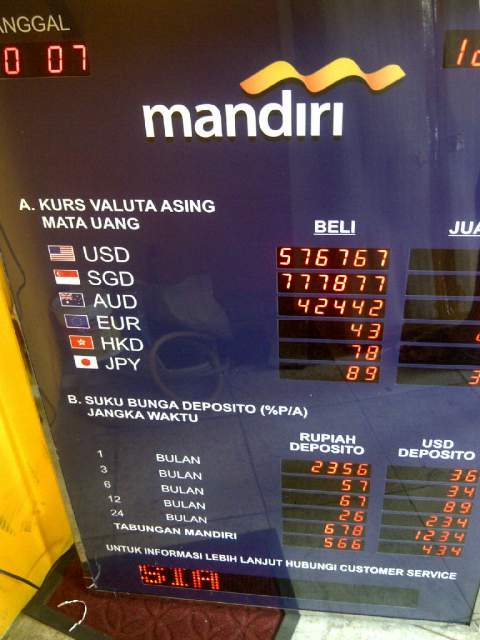 ANGGAL
0 07
mandiri
A. KURS VALUTA ASING
MATA UANG BELI
USD 576767
SGD 777877
AUD 42442
EUR 43
HKD 78
JPY 89
B. SUKU BUNGA DEPOSITO (%P/A)
JANGKA WAKTU
RUPIAH DEPOSITO USD DEPOSITO
1 BULAN 2356 36
3 BULAN 57 34
6 BULAN 67 89
12 BULAN 26 234
24 BULAN 678 1234
TABUNGAN MANDIRI 566 434
UNTUK INFORMASI LEBIH LANJUT HUBUNGI CUSTOMER SERVICE